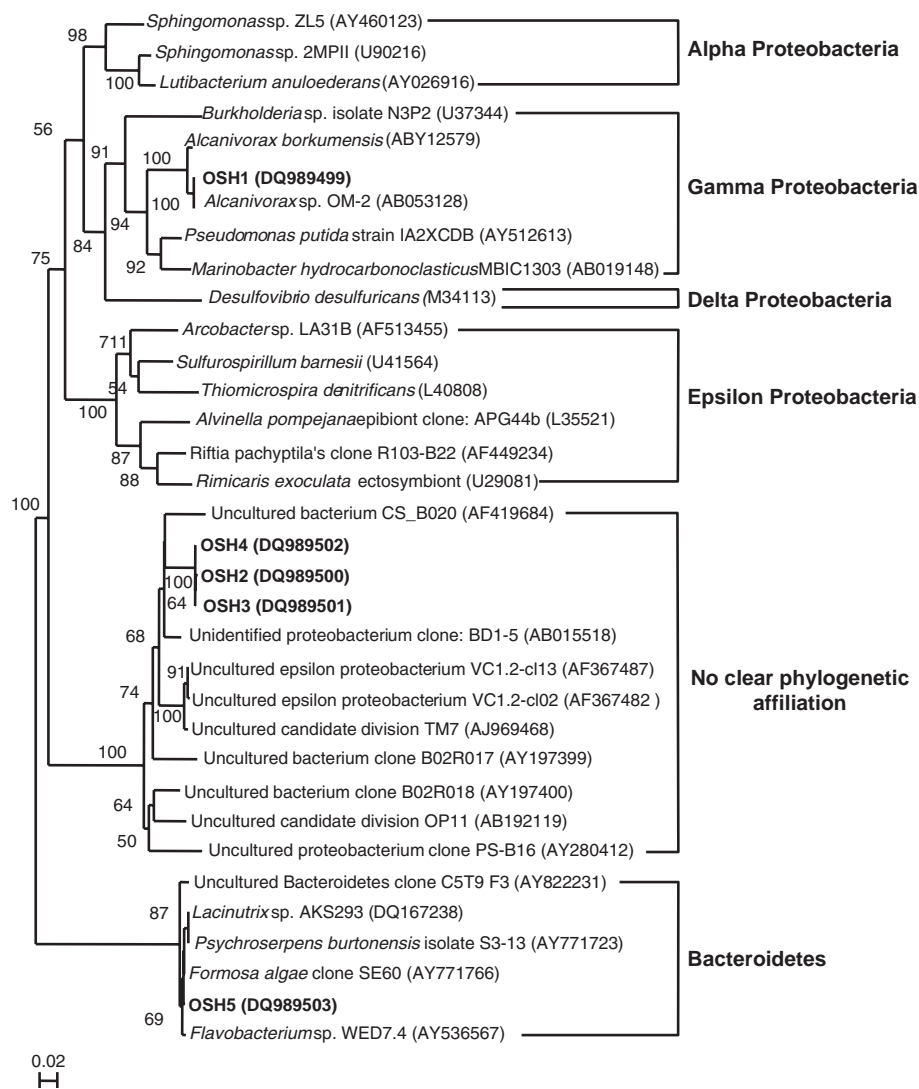 Sphingomonas sp. ZL5 (AY460123)
98
Sphingomonas sp. 2MPII (U90216)
Alpha Proteobacteria
100
Lutibacterium anuloederans (AY026916)
Burkholderia sp. isolate N3P2 (U37344)
56
Alcanivorax borkumensis (ABY12579)
91
100
OSH1 (DQ989499)
Gamma Proteobacteria
100
Alcanivorax sp. OM-2 (AB053128)
94
84
Pseudomonas putida strain IA2XCDB (AY512613)
75
92
Marinobacter hydrocarbonoclasticus MBIC1303 (AB019148)
Desulfovibrio desulfuricans (M34113)
Delta Proteobacteria
Arcobacter sp. LA31B (AF513455)
711
Sulfurospirillum barnesii (U41564)
54
Thiomicrospira denitrificans (L40808)
Epsilon Proteobacteria
100
Alvinella pompejana epibiont clone: APG44b (L35521)
87
Riftia pachyptila's clone R103-B22 (AF449234)
88
Rimicaris exoculata ectosymbiont (U29081)
100
Uncultured bacterium CS_B020 (AF419684)
OSH4 (DQ989502)
100
OSH2 (DQ989500)
64
OSH3 (DQ989501)
68
Unidentified proteobacterium clone: BD1-5 (AB015518)
91
Uncultured epsilon proteobacterium VC1.2-cl13 (AF367487)
No clear phylogenetic
affiliation
74
Uncultured epsilon proteobacterium VC1.2-cl02 (AF367482 )
100
Uncultured candidate division TM7 (AJ969468)
100
Uncultured bacterium clone B02R017 (AY197399)
Uncultured bacterium clone B02R018 (AY197400)
64
Uncultured candidate division OP11 (AB192119)
50
Uncultured proteobacterium clone PS-B16 (AY280412)
Uncultured Bacteroidetes clone C5T9 F3 (AY822231)
87
Lacinutrix sp. AKS293 (DQ167238)
Psychroserpens burtonensis isolate S3-13 (AY771723)
Bacteroidetes
Formosa algae clone SE60 (AY771766)
OSH5 (DQ989503)
69
Flavobacterium sp. WED7.4 (AY536567)
0.02